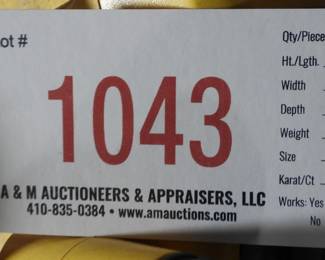 ot #
1043
A & M AUCTIONEERS & APPRAISERS, LLC
410-835-0384 • www.amauctions.com
Qty/Piece
Ht./Lgth.
Width
Depth
Weight
Size
Karat/Ct
Works: Yes
No